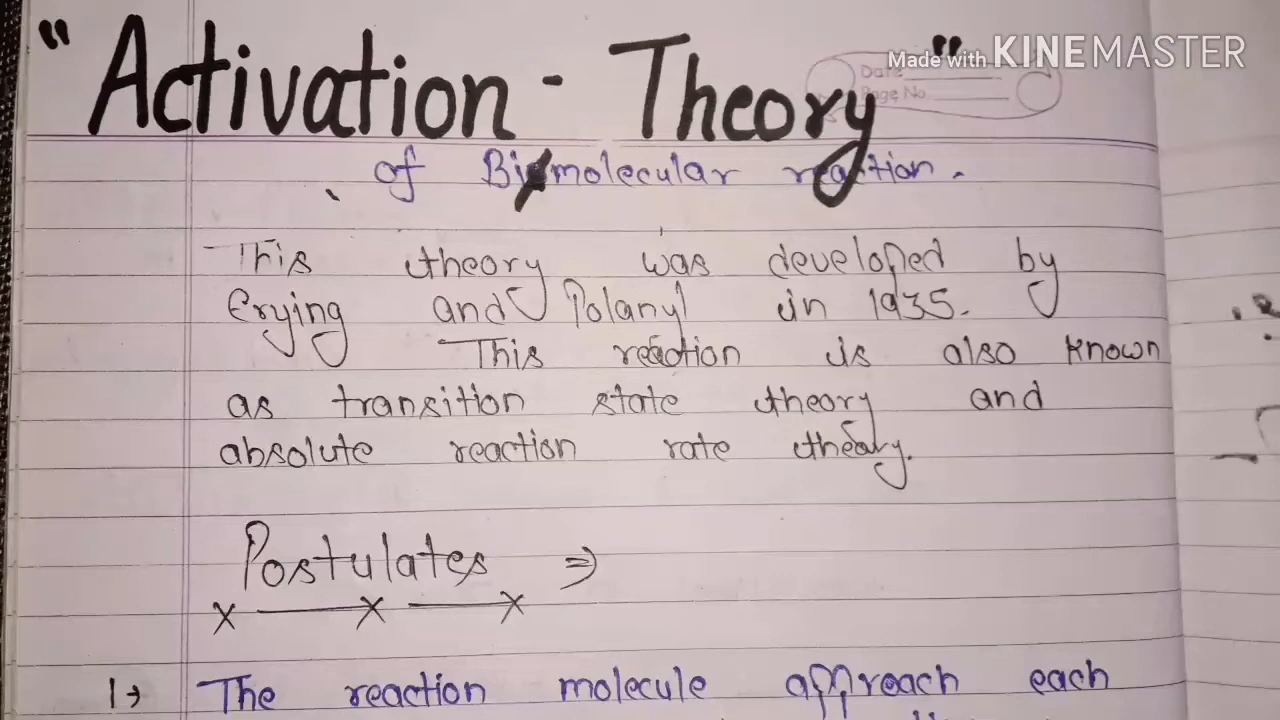 "Activation - Theory"
Made with KINEMASTER
Date
Page No
of Bimolecular reaction.
This theory was developed by
Erying and Polanyl in 1935.
This reaction is also known
as transition state theory and
absolute reaction rate theory.
Postulates ⇒
1→ The reaction molecule approach each